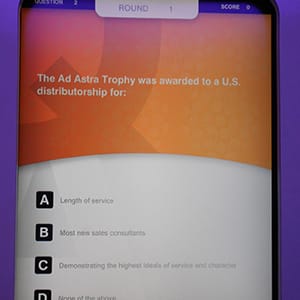 QUESTION 2
ROUND 1
SCORE 0
The Ad Astra Trophy was awarded to a U.S.
distributorship for:
A Length of service
B Most new sales consultants
C Demonstrating the highest ideals of service and character
D None of the above